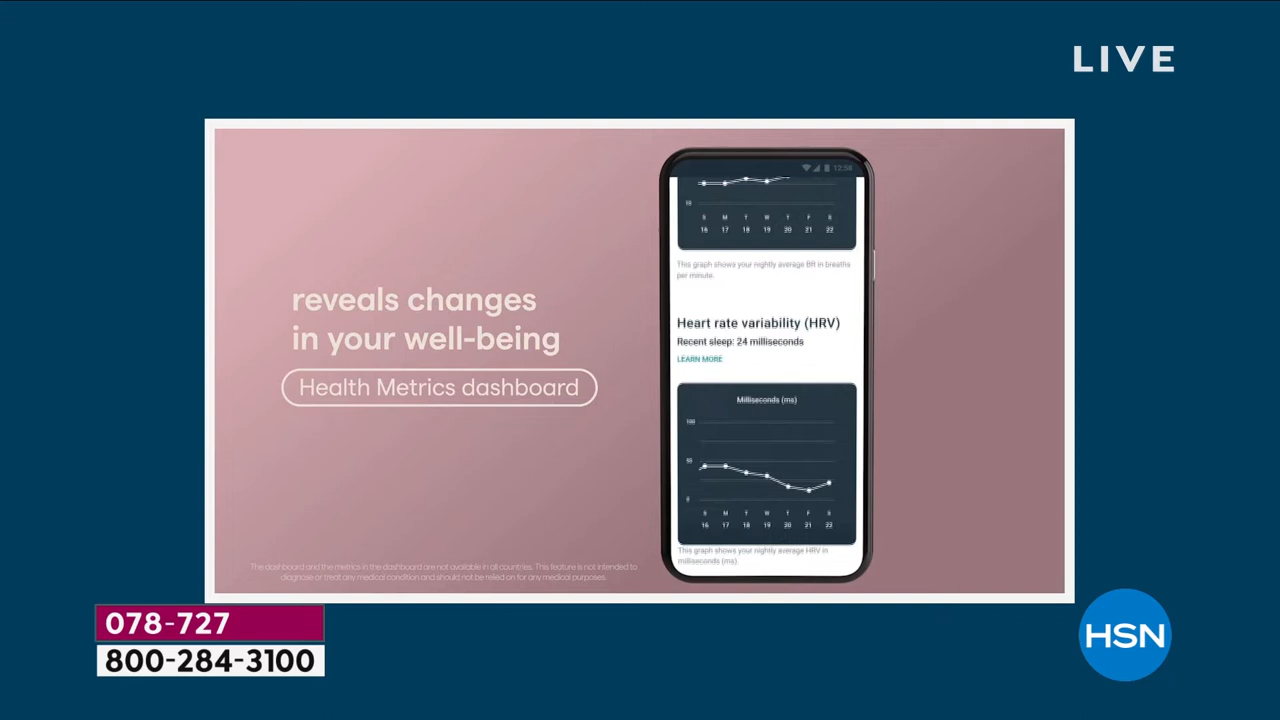 LIVE
reveals changes
in your well-being
Health Metrics dashboard
The dashboard and the metrics in the dashboard are not available in all countries. This feature is not intended to
diagnose or treat any medical condition and should not be relied on for any medical purposes.
12:58
10
S M T W T F S
16 17 18 19 20 21 22
This graph shows your nightly average BR in breaths
per minute.
Heart rate variability (HRV)
Recent sleep: 24 milliseconds
LEARN MORE
Milliseconds (ms)
100
50
0
S M T W T F S
16 17 18 19 20 21 22
This graph shows your nightly average HRV in
milliseconds (ms).
078-727
800-284-3100
HSN